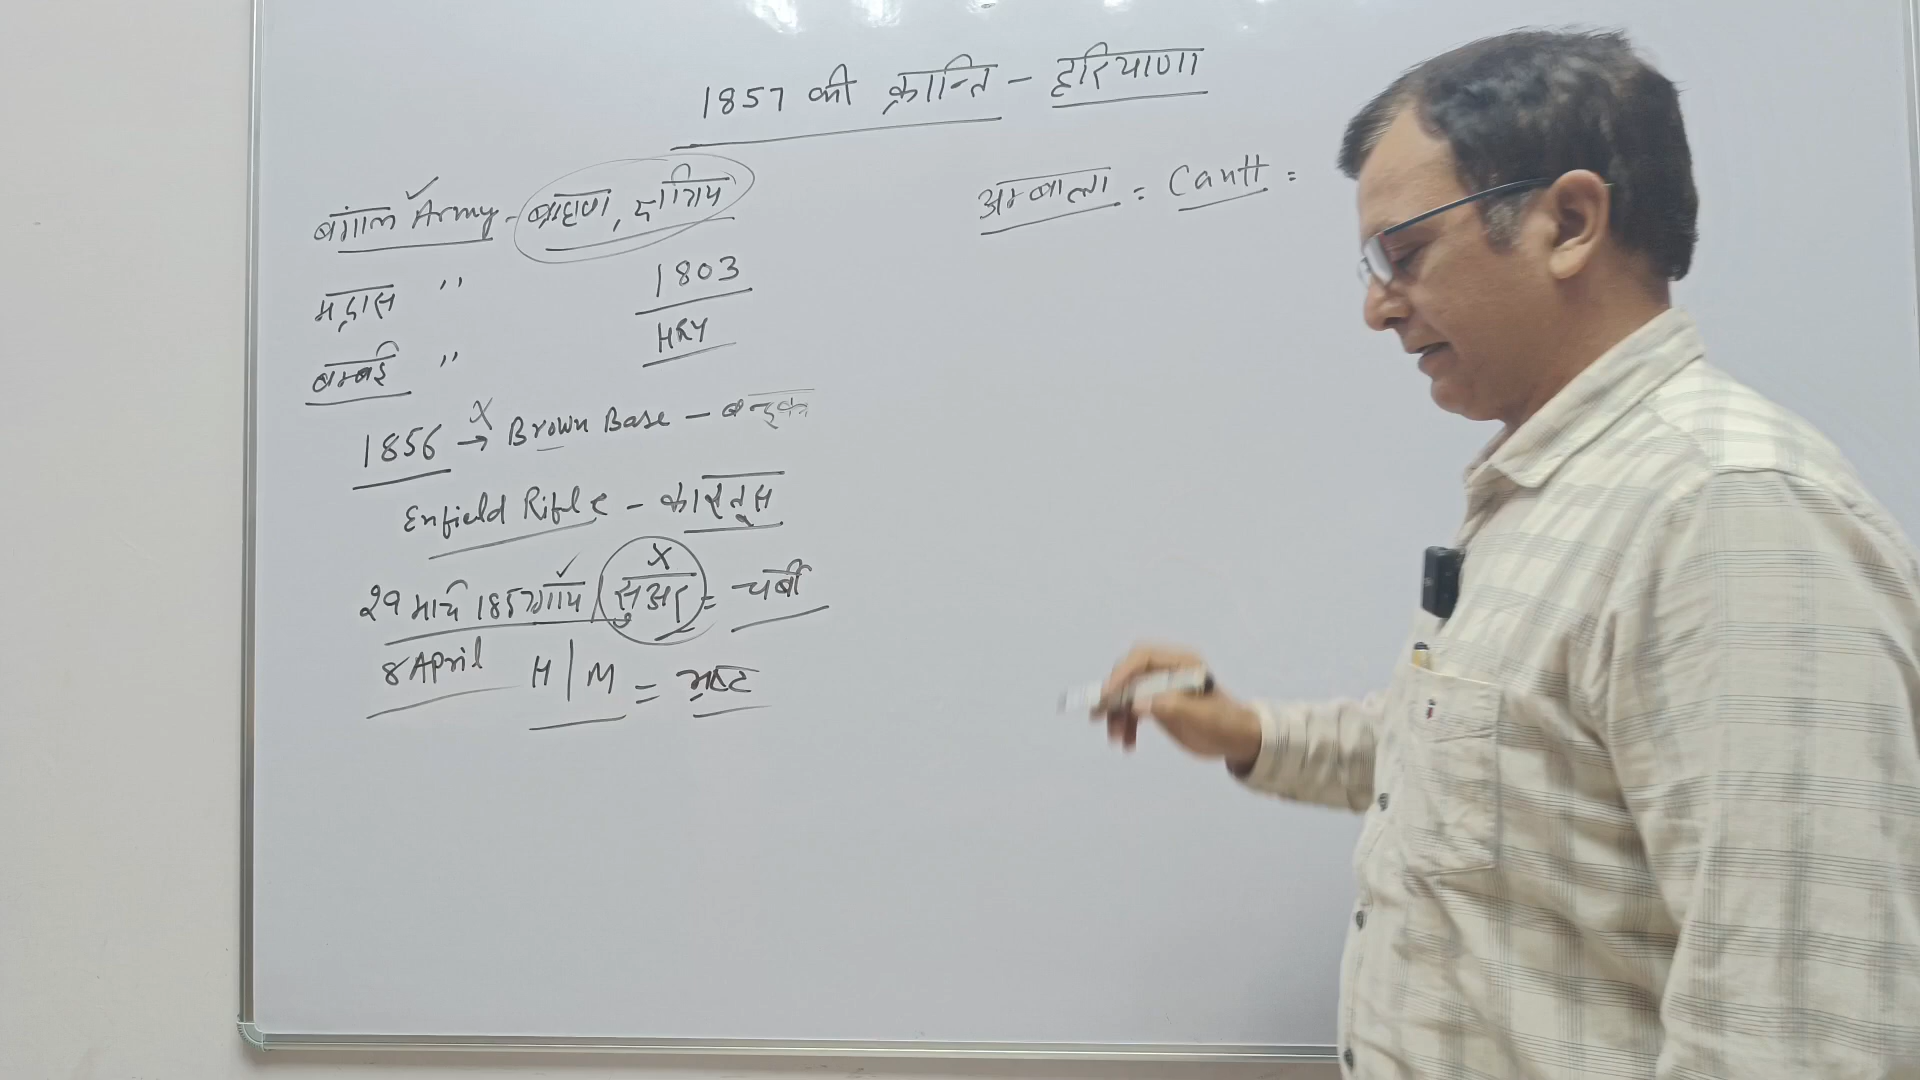 1857 की क्रान्ति - हरियाणा
बंगाल Army - ब्राह्मण, क्षत्रिय
मद्रास "
बम्बई "
1803
HRY
1856 → Brown Base - बन्दूक
Enfield Rifle - कारतूस
29 मार्च 1857 गाय / सुअर = चर्बी
8 April H | M = भ्रष्ट
अम्बाला = Cantt =